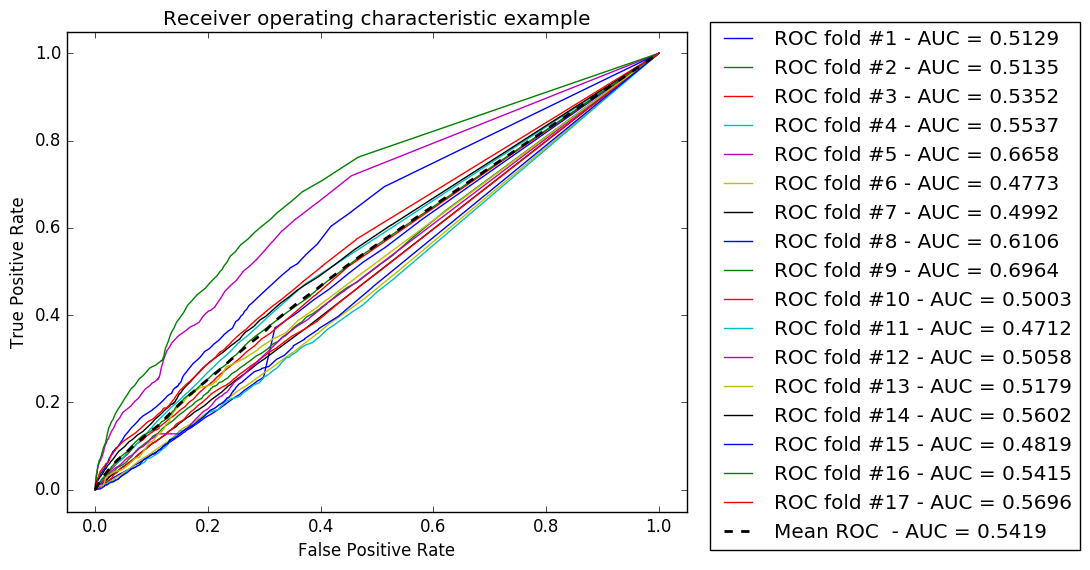 Receiver operating characteristic example
1.0
0.8
0.6
0.4
0.2
0.0
True Positive Rate
0.0 0.2 0.4 0.6 0.8 1.0
False Positive Rate
ROC fold #1 - AUC = 0.5129
ROC fold #2 - AUC = 0.5135
ROC fold #3 - AUC = 0.5352
ROC fold #4 - AUC = 0.5537
ROC fold #5 - AUC = 0.6658
ROC fold #6 - AUC = 0.4773
ROC fold #7 - AUC = 0.4992
ROC fold #8 - AUC = 0.6106
ROC fold #9 - AUC = 0.6964
ROC fold #10 - AUC = 0.5003
ROC fold #11 - AUC = 0.4712
ROC fold #12 - AUC = 0.5058
ROC fold #13 - AUC = 0.5179
ROC fold #14 - AUC = 0.5602
ROC fold #15 - AUC = 0.4819
ROC fold #16 - AUC = 0.5415
ROC fold #17 - AUC = 0.5696
Mean ROC  - AUC = 0.5419